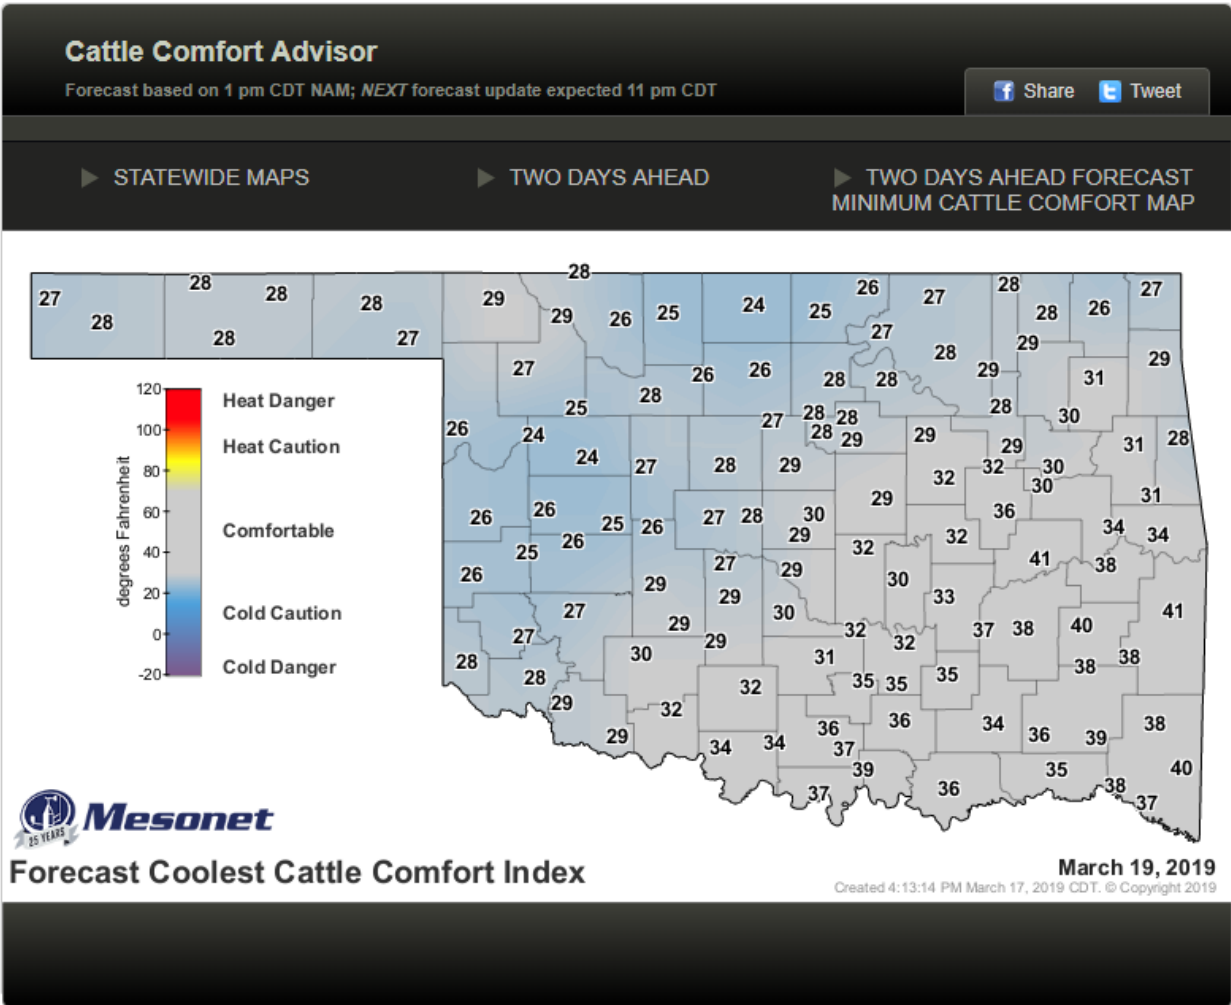 Cattle Comfort Advisor
Forecast based on 1 pm CDT NAM; NEXT forecast update expected 11 pm CDT
Share Tweet
STATEWIDE MAPS
TWO DAYS AHEAD
TWO DAYS AHEAD FORECAST
MINIMUM CATTLE COMFORT MAP
28
28 28 26 28 27
27 28 28 29 24 27 26
28 29 26 25 25 28
28 27 27 29
28 29
27 26 26 28 28 29 31
28
25 27 28 28 28 30
26 24 28 29 29 29 31 28
24 27 28 29 32 32 30
30 31
26 26 25 26 27 28 30 29 29 32 36 34 34
25 26 32 41 38
26 29 27 29 30
27 29 30 33 41
27 29 29 32 32 37 38 40
28 30 31 38 38
28 32 35 35 35
29 32 36 36 34 36 39 38
29 34 34 37
39 35 40
37 36 38 37
120
100
80
60
40
20
0
-20
degrees Fahrenheit
Heat Danger
Heat Caution
Comfortable
Cold Caution
Cold Danger
25 YEARS
Mesonet
Forecast Coolest Cattle Comfort Index
March 19, 2019
Created 4:13:14 PM March 17, 2019 CDT. © Copyright 2019